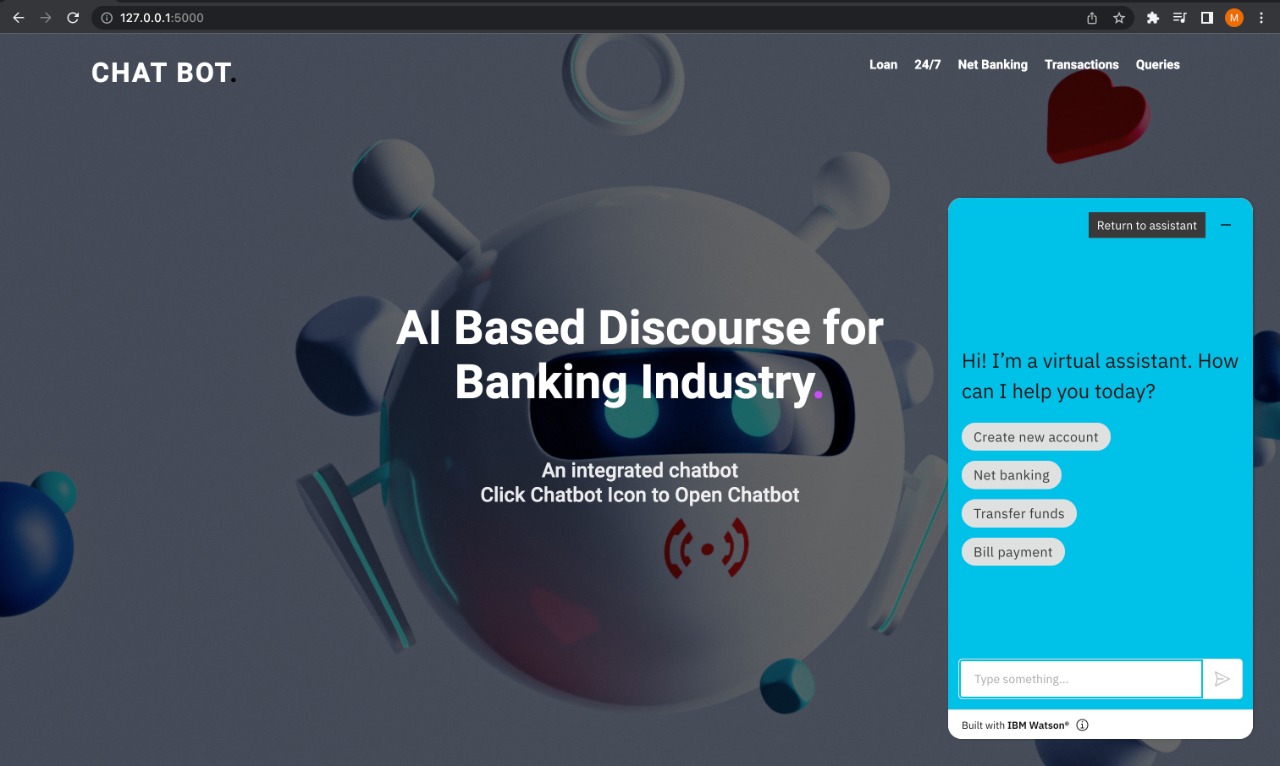 127.0.0.1:5000
M
CHAT BOT.
Loan 24/7 Net Banking Transactions Queries
AI Based Discourse for
Banking Industry.
An integrated chatbot
Click Chatbot Icon to Open Chatbot
Return to assistant
Hi! I’m a virtual assistant. How
can I help you today?
Create new account
Net banking
Transfer funds
Bill payment
Type something...
Built with IBM Watson®